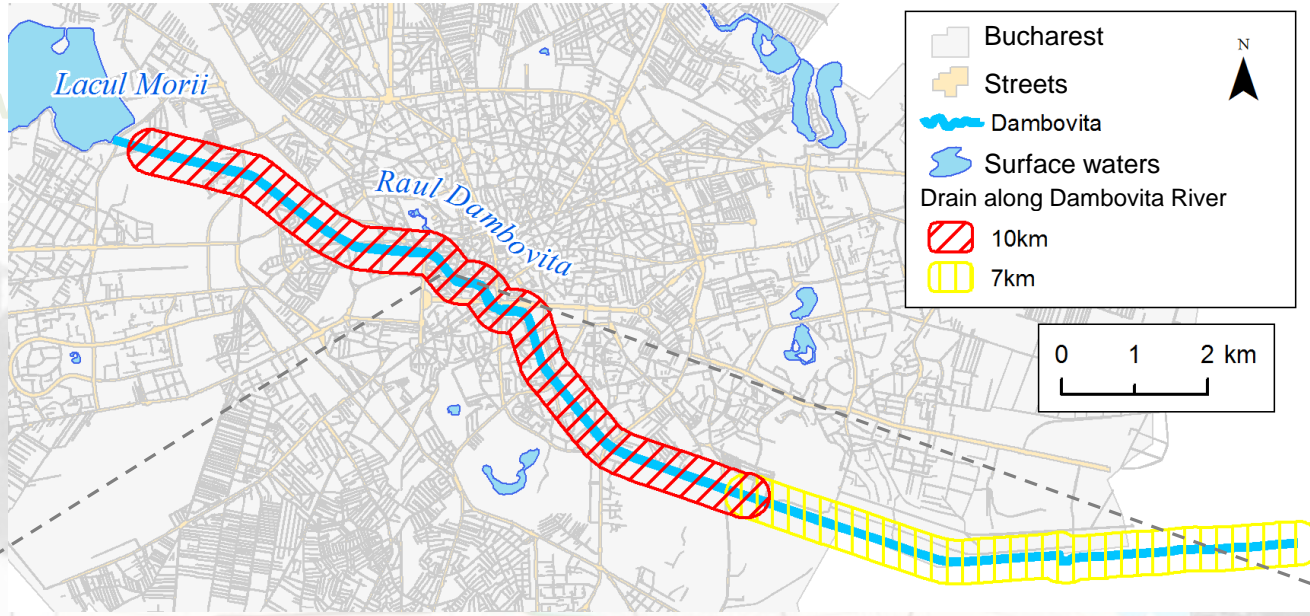 Lacul Morii
Raul Dambovita
Bucharest
Streets
Dambovita
Surface waters
Drain along Dambovita River
10km
7km
N
0 1 2 km